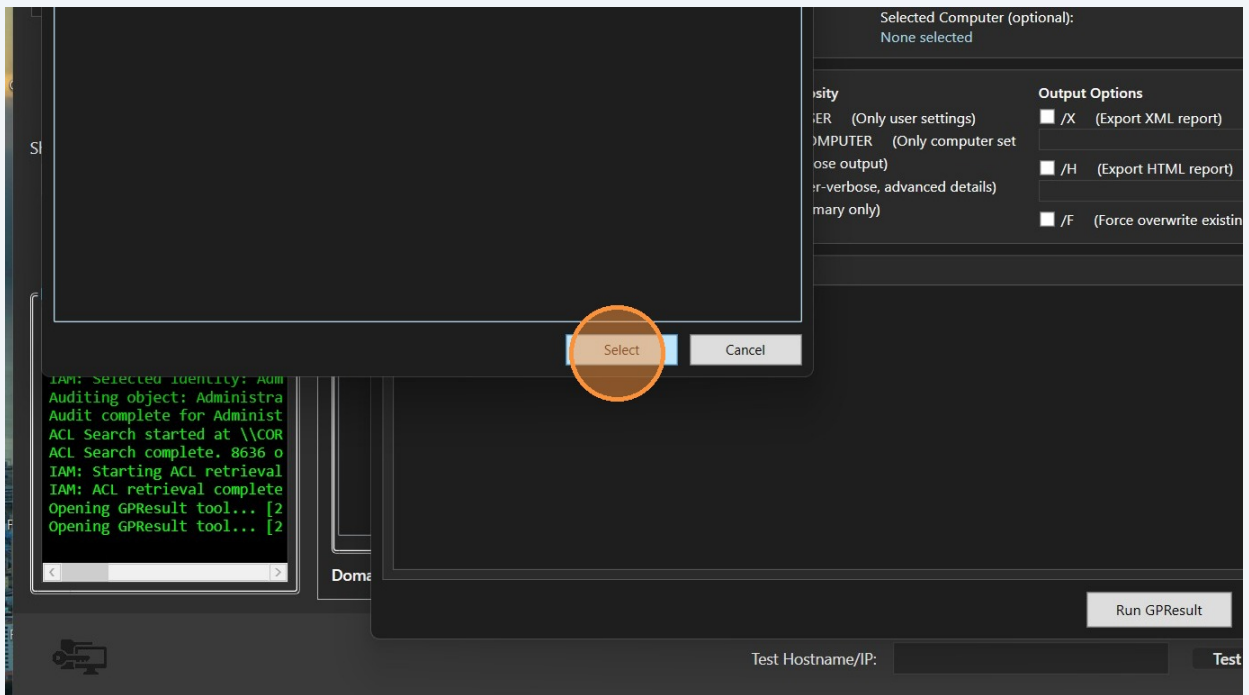 Selected Computer (optional):
None selected
sity
Output Options
SER (Only user settings)
/X (Export XML report)
OMPUTER (Only computer set
ose output)
/H (Export HTML report)
er-verbose, advanced details)
mary only)
/F (Force overwrite existin
Select
Cancel
IAM: Selected Identity: Adm
Auditing object: Administra
Audit complete for Administ
ACL Search started at \\COR
ACL Search complete. 8636 o
IAM: Starting ACL retrieval
IAM: ACL retrieval complete
Opening GPResult tool... [2
Opening GPResult tool... [2
Doma
Run GPResult
Test Hostname/IP:
Test